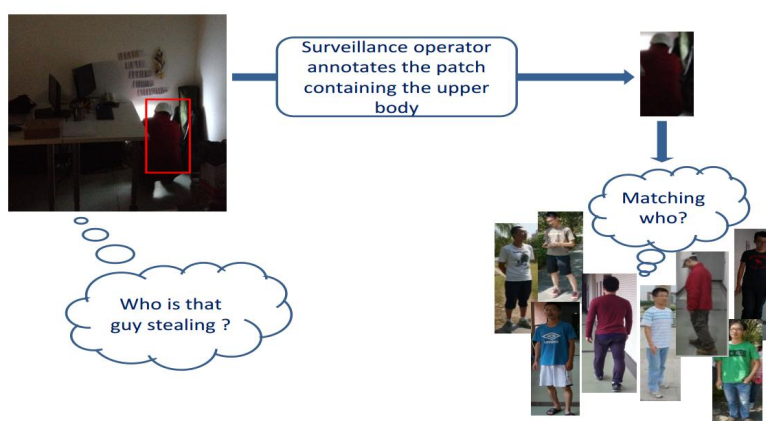 Surveillance operator
annotates the patch
containing the upper
body
Matching
who?
Who is that
guy stealing ?